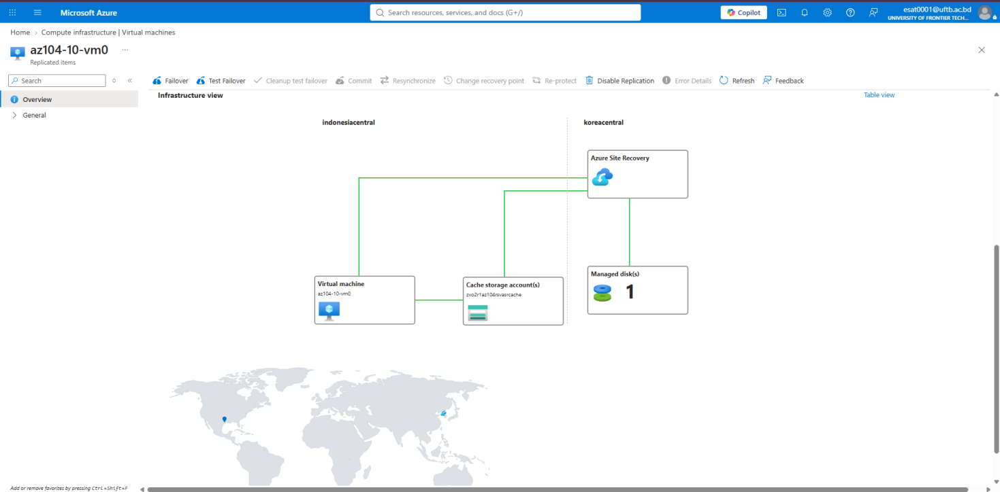 Microsoft Azure
Search resources, services, and docs (G+/)
Copilot
esat0001@uftb.ac.bd
UNIVERSITY OF FRONTIER TECH...
Home > Compute infrastructure | Virtual machines
az104-10-vm0 ...
Replicated items
Search
Failover Test Failover Cleanup test failover Commit Resynchronize Change recovery point Re-protect Disable Replication Error Details Refresh Feedback
Overview
General
Infrastructure view
Table view
indonesiacentral
koreacentral
Azure Site Recovery
Virtual machine
az104-10-vm0
Cache storage account(s)
zvo2r1az104rsvasrcache
Managed disk(s)
1
Add or remove favorites by pressing Ctrl+Shift+F